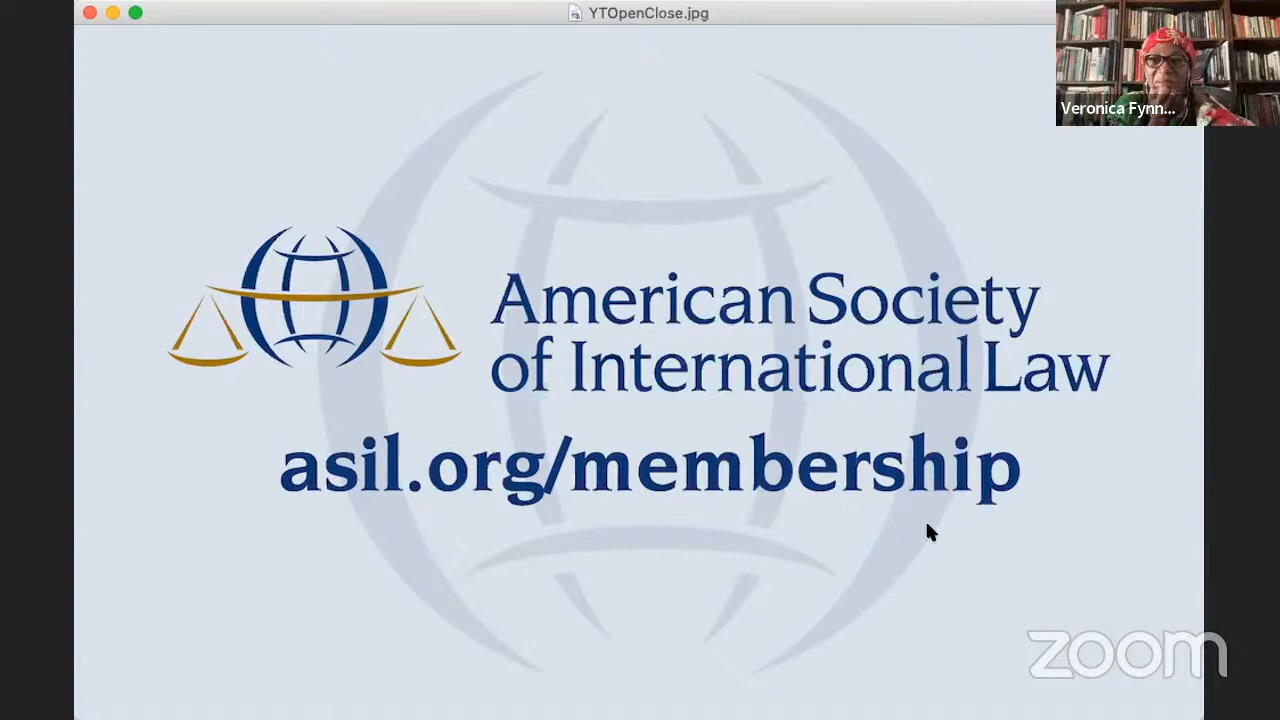 YTOpenClose.jpg
Veronica Fynn...
American Society
of International Law
asil.org/membership
zoom